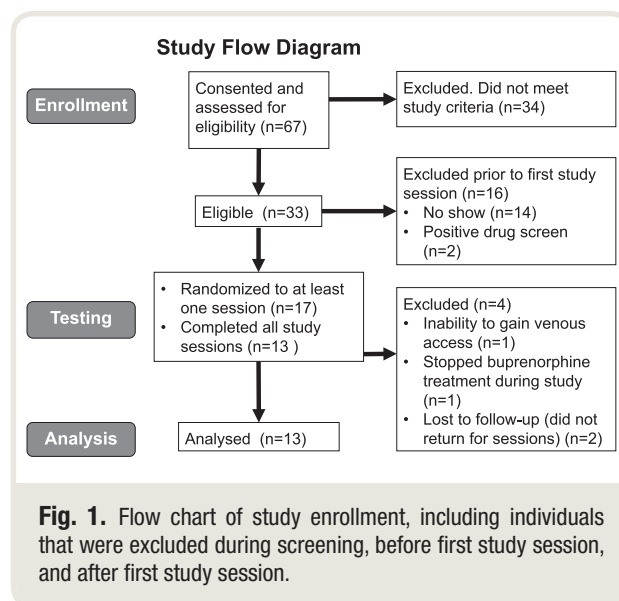 Study Flow Diagram
Enrollment
Consented and
assessed for
eligibility (n=67)
Excluded. Did not meet
study criteria (n=34)
Eligible (n=33)
Excluded prior to first study
session (n=16)
• No show (n=14)
• Positive drug screen
(n=2)
Testing
• Randomized to at least
one session (n=17)
• Completed all study
sessions (n=13 )
Excluded (n=4)
• Inability to gain venous
access (n=1)
• Stopped buprenorphine
treatment during study
(n=1)
• Lost to follow-up (did not
return for sessions) (n=2)
Analysis
Analysed (n=13)
Fig. 1. Flow chart of study enrollment, including individuals
that were excluded during screening, before first study session,
and after first study session.